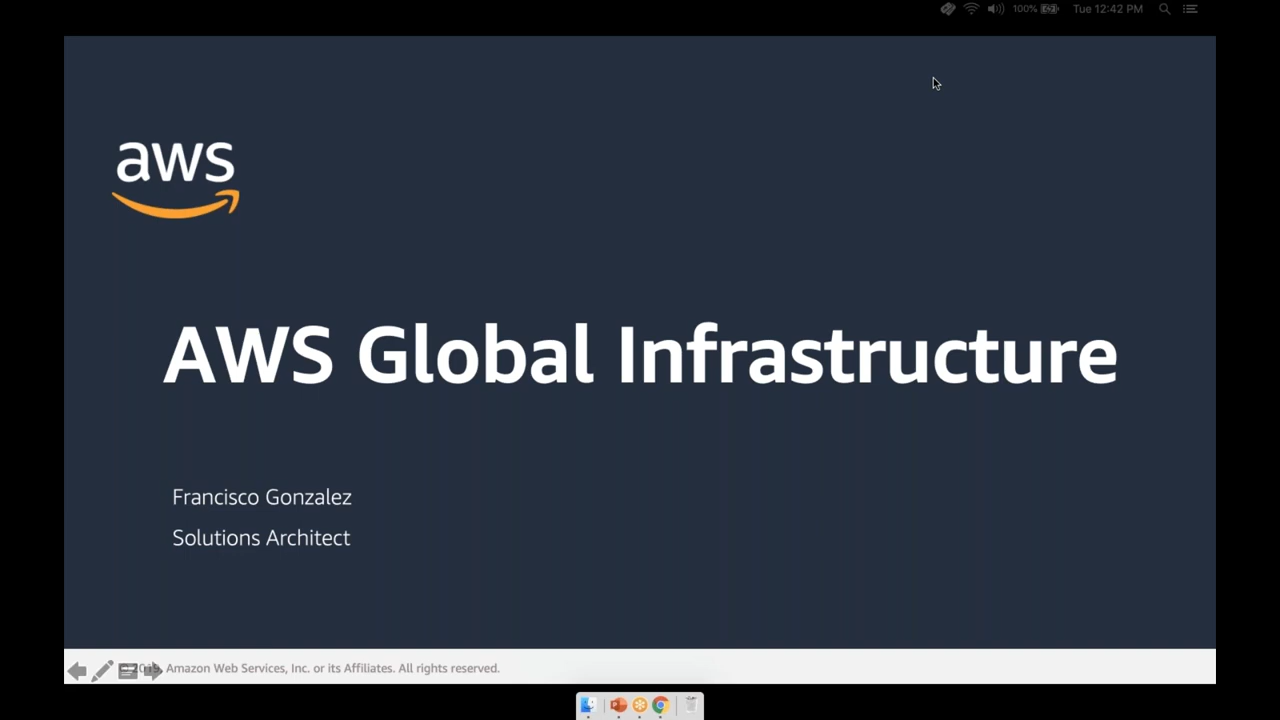 100%
Tue 12:42 PM
aws
AWS Global Infrastructure
Francisco Gonzalez
Solutions Architect
Amazon Web Services, Inc. or its Affiliates. All rights reserved.